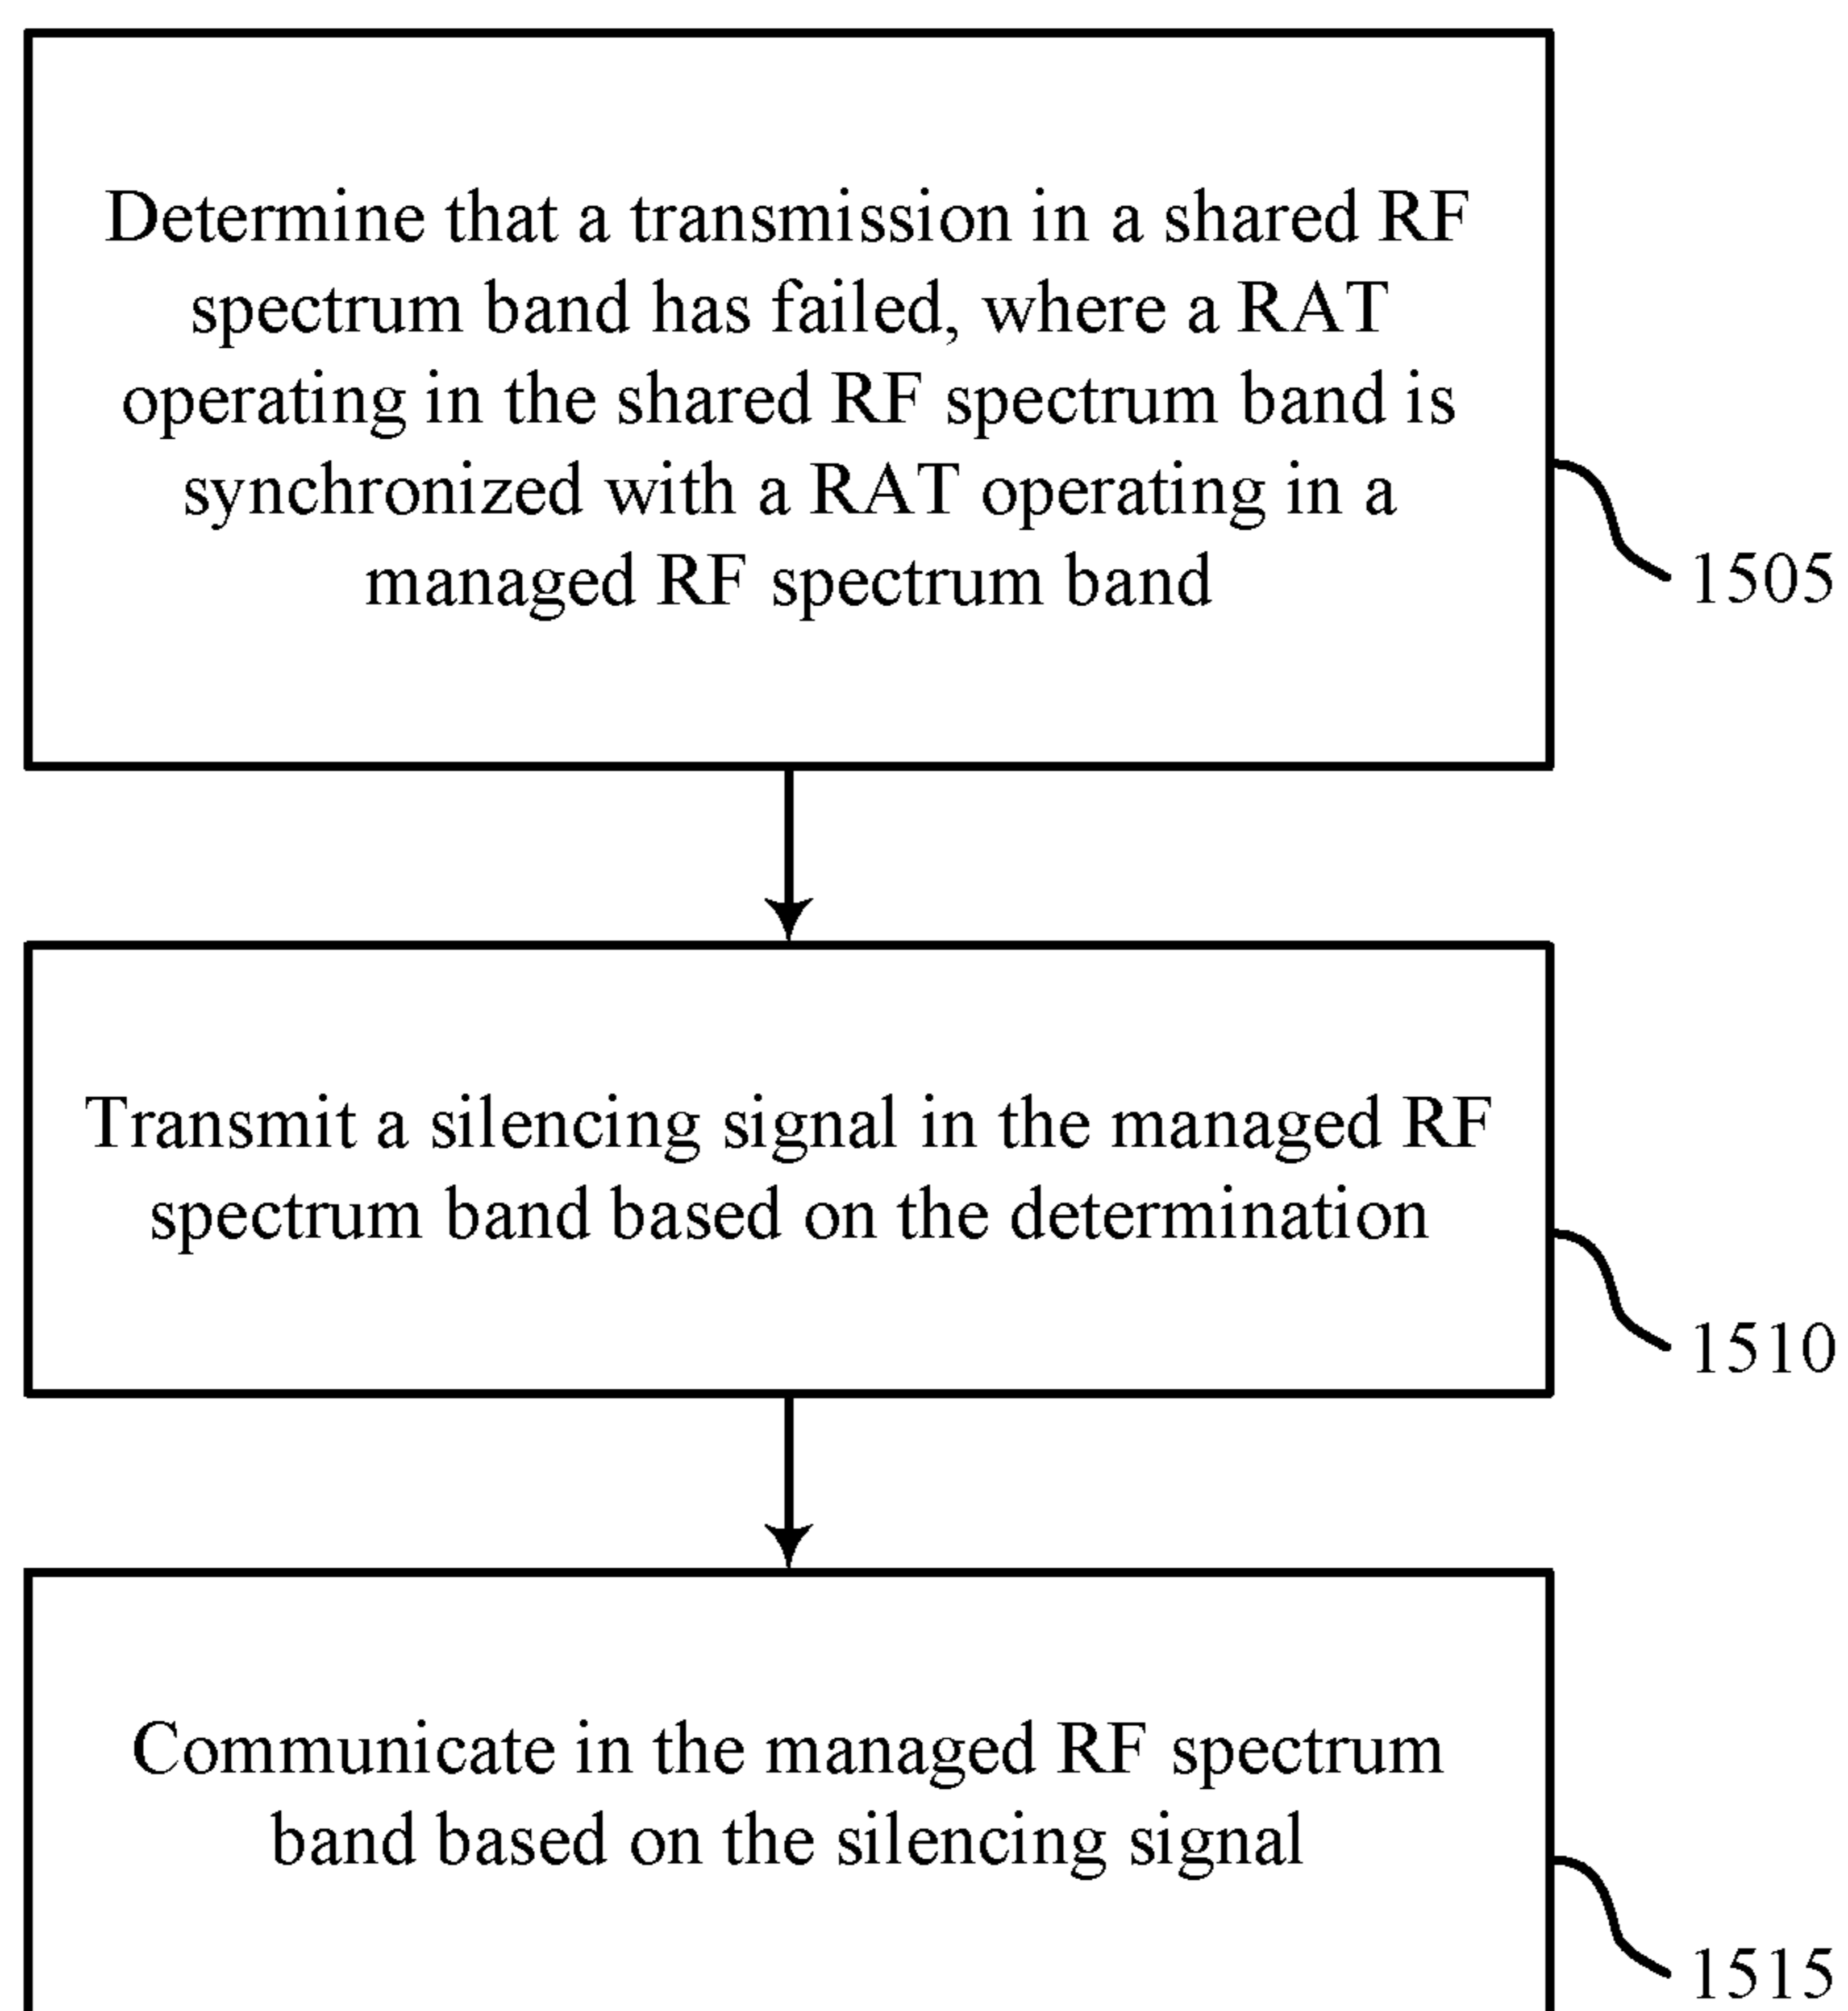 Determine that a transmission in a shared RF
spectrum band has failed, where a RAT
operating in the shared RF spectrum band is
synchronized with a RAT operating in a
managed RF spectrum band
1505
Transmit a silencing signal in the managed RF
spectrum band based on the determination
1510
Communicate in the managed RF spectrum
band based on the silencing signal
1515